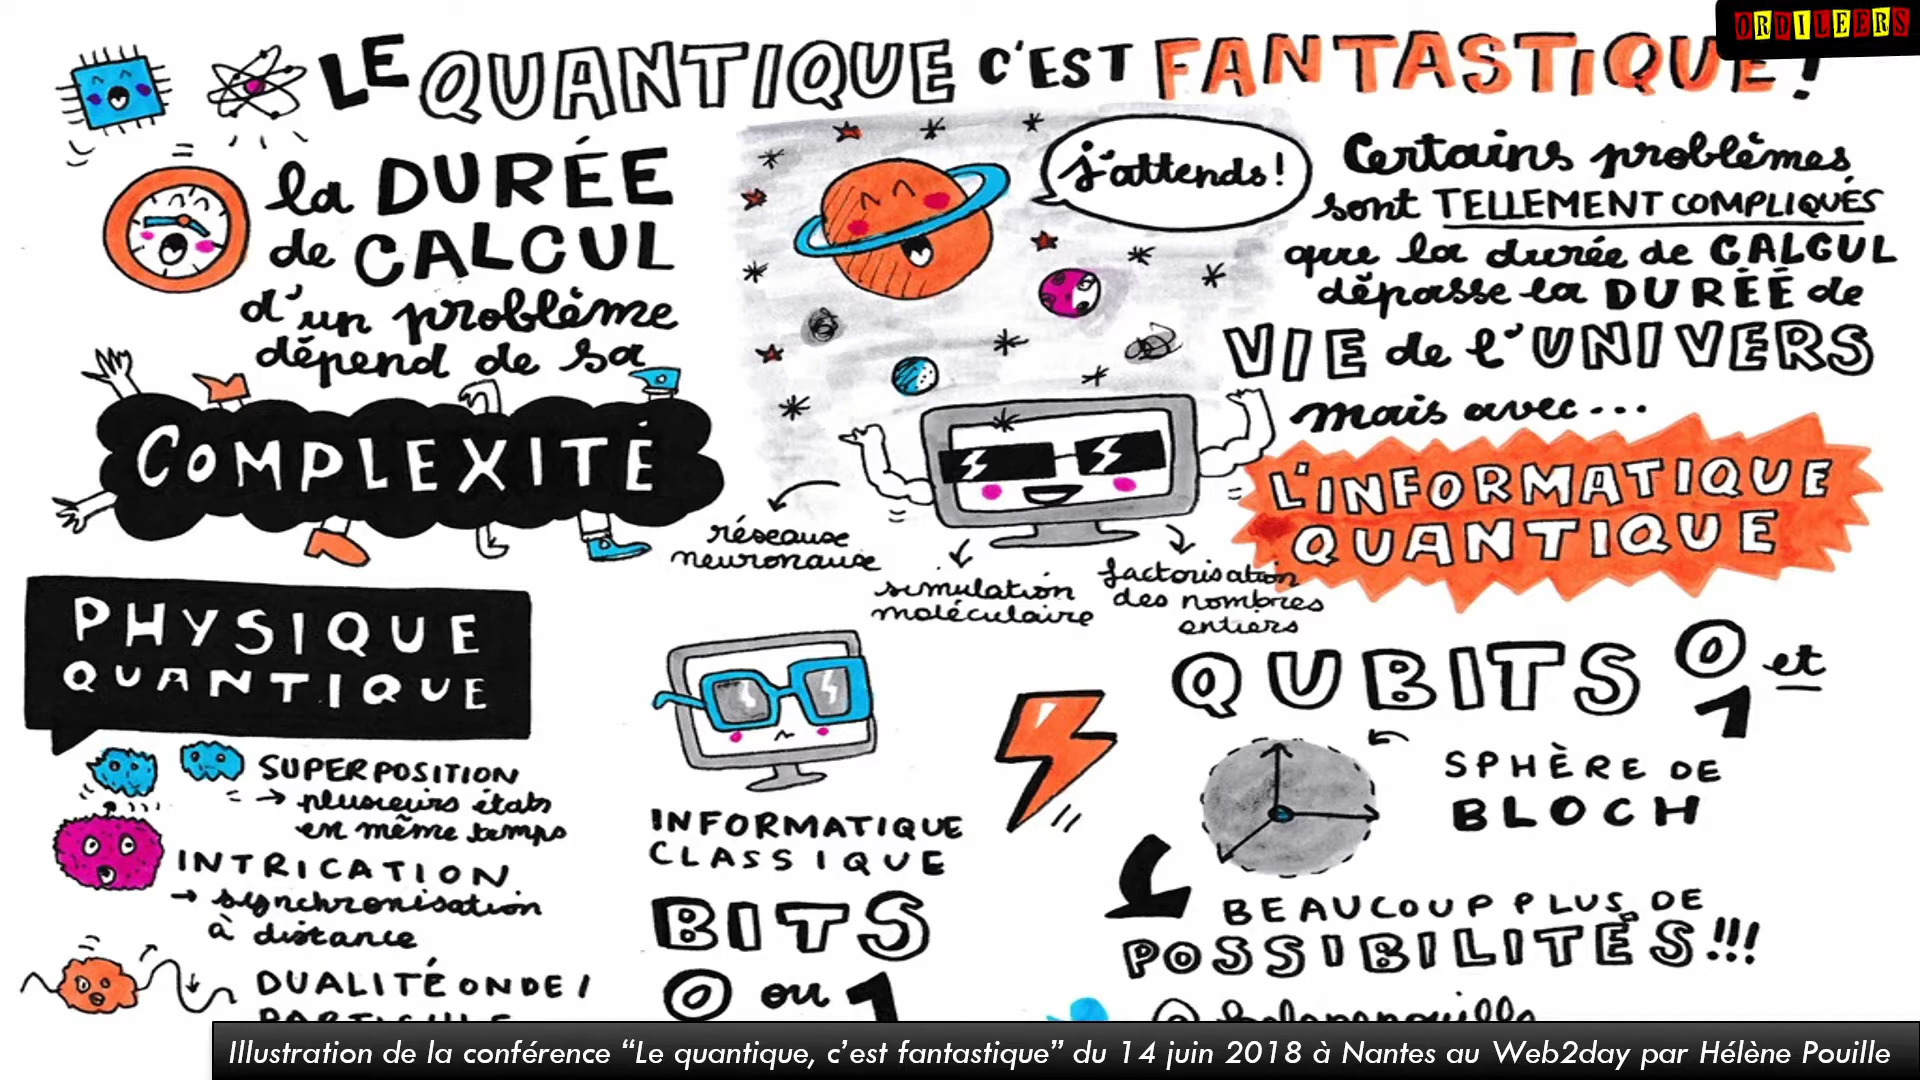 ORDILEERS
LE QUANTIQUE C'EST FANTASTIQUE !
la DURÉE
de CALCUL
d'un problème
dépend de sa
COMPLEXITÉ
j'attends !
Certains problèmes
sont TELLEMENT COMPLIQUÉS
que la durée de CALCUL
dépasse la DURÉE de
VIE de l'UNIVERS
mais avec...
L'INFORMATIQUE
QUANTIQUE
réseaux
neuronaux
simulation
moléculaire
factorisation
des nombres
entiers
PHYSIQUE
QUANTIQUE
SUPERPOSITION
→ plusieurs états
en même temps
INTRICATION
→ synchronisation
à distance
DUALITÉ ONDE /
PARTICULE
INFORMATIQUE
CLASSIQUE
BITS
0 ou 1
QUBITS 0 et 1
SPHÈRE DE
BLOCH
BEAUCOUP PLUS DE
POSSIBILITÉS !!!
Illustration de la conférence “Le quantique, c’est fantastique” du 14 juin 2018 à Nantes au Web2day par Hélène Pouille